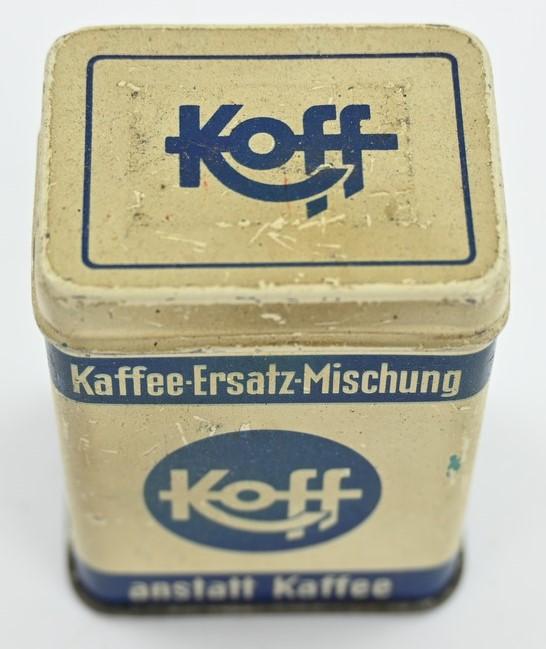 Koff
Kaffee-Ersatz-Mischung
Koff
anstatt Kaffee